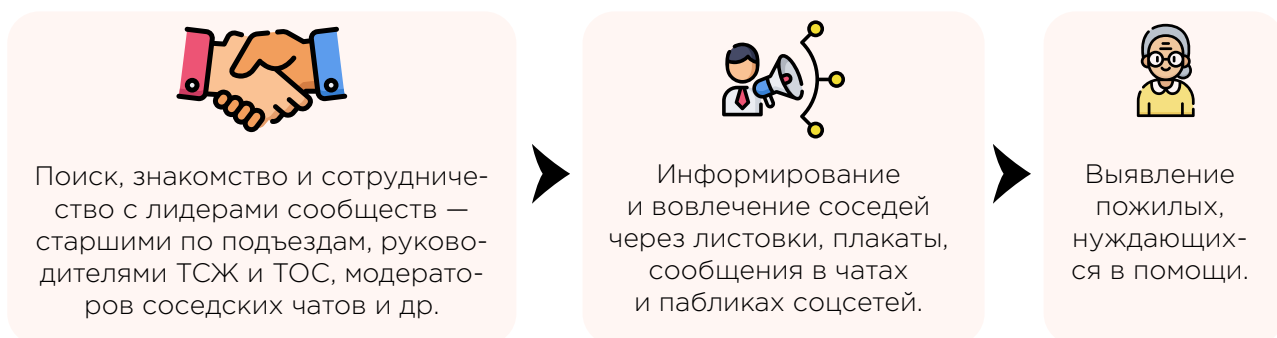 Поиск, знакомство и сотрудниче-
ство с лидерами сообществ —
старшими по подъездам, руково-
дителями ТСЖ и ТОС, модерато-
ров соседских чатов и др.
Информирование
и вовлечение соседей
через листовки, плакаты,
сообщения в чатах
и пабликах соцсетей.
Выявление
пожилых,
нуждающих-
ся в помощи.